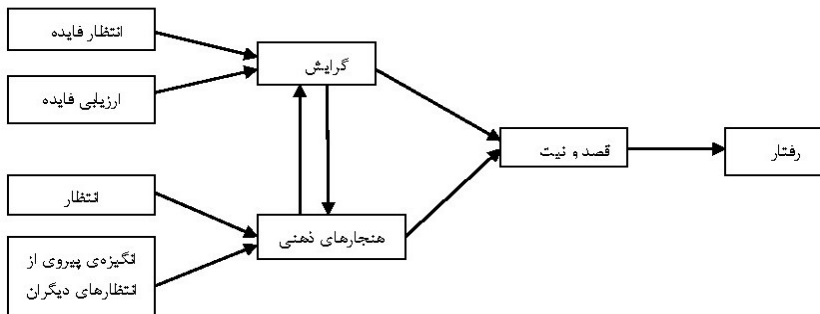 انتظار فایده
ارزیابی فایده
گرایش
قصد و نیت
رفتار
انتظار
هنجارهای ذهنی
انگیزه‌ی پیروی از
انتظارهای دیگران